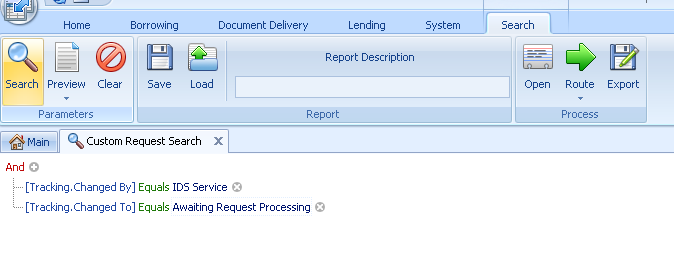 Home Borrowing Document Delivery Lending System Search
Search Preview Clear Save Load Report Description Open Route Export
Parameters Report Process
Main Custom Request Search
And
[Tracking.Changed By] Equals IDS Service
[Tracking.Changed To] Equals Awaiting Request Processing